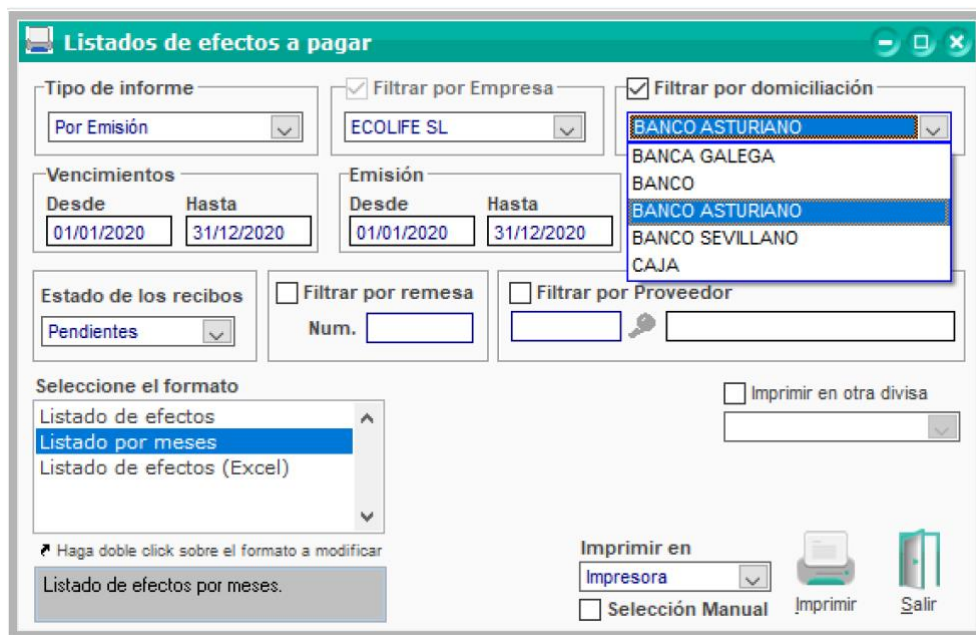 Listados de efectos a pagar
Tipo de informe
Por Emisión
Filtrar por Empresa
ECOLIFE SL
Filtrar por domiciliación
BANCO ASTURIANO
BANCA GALEGA
BANCO
BANCO ASTURIANO
BANCO SEVILLANO
CAJA
Vencimientos
Desde Hasta
01/01/2020 31/12/2020
Emisión
Desde Hasta
01/01/2020 31/12/2020
Estado de los recibos
Pendientes
Filtrar por remesa
Num.
Filtrar por Proveedor
Seleccione el formato
Listado de efectos
Listado por meses
Listado de efectos (Excel)
Haga doble click sobre el formato a modificar
Listado de efectos por meses.
Imprimir en otra divisa
Imprimir en
Impresora
Selección Manual
Imprimir
Salir